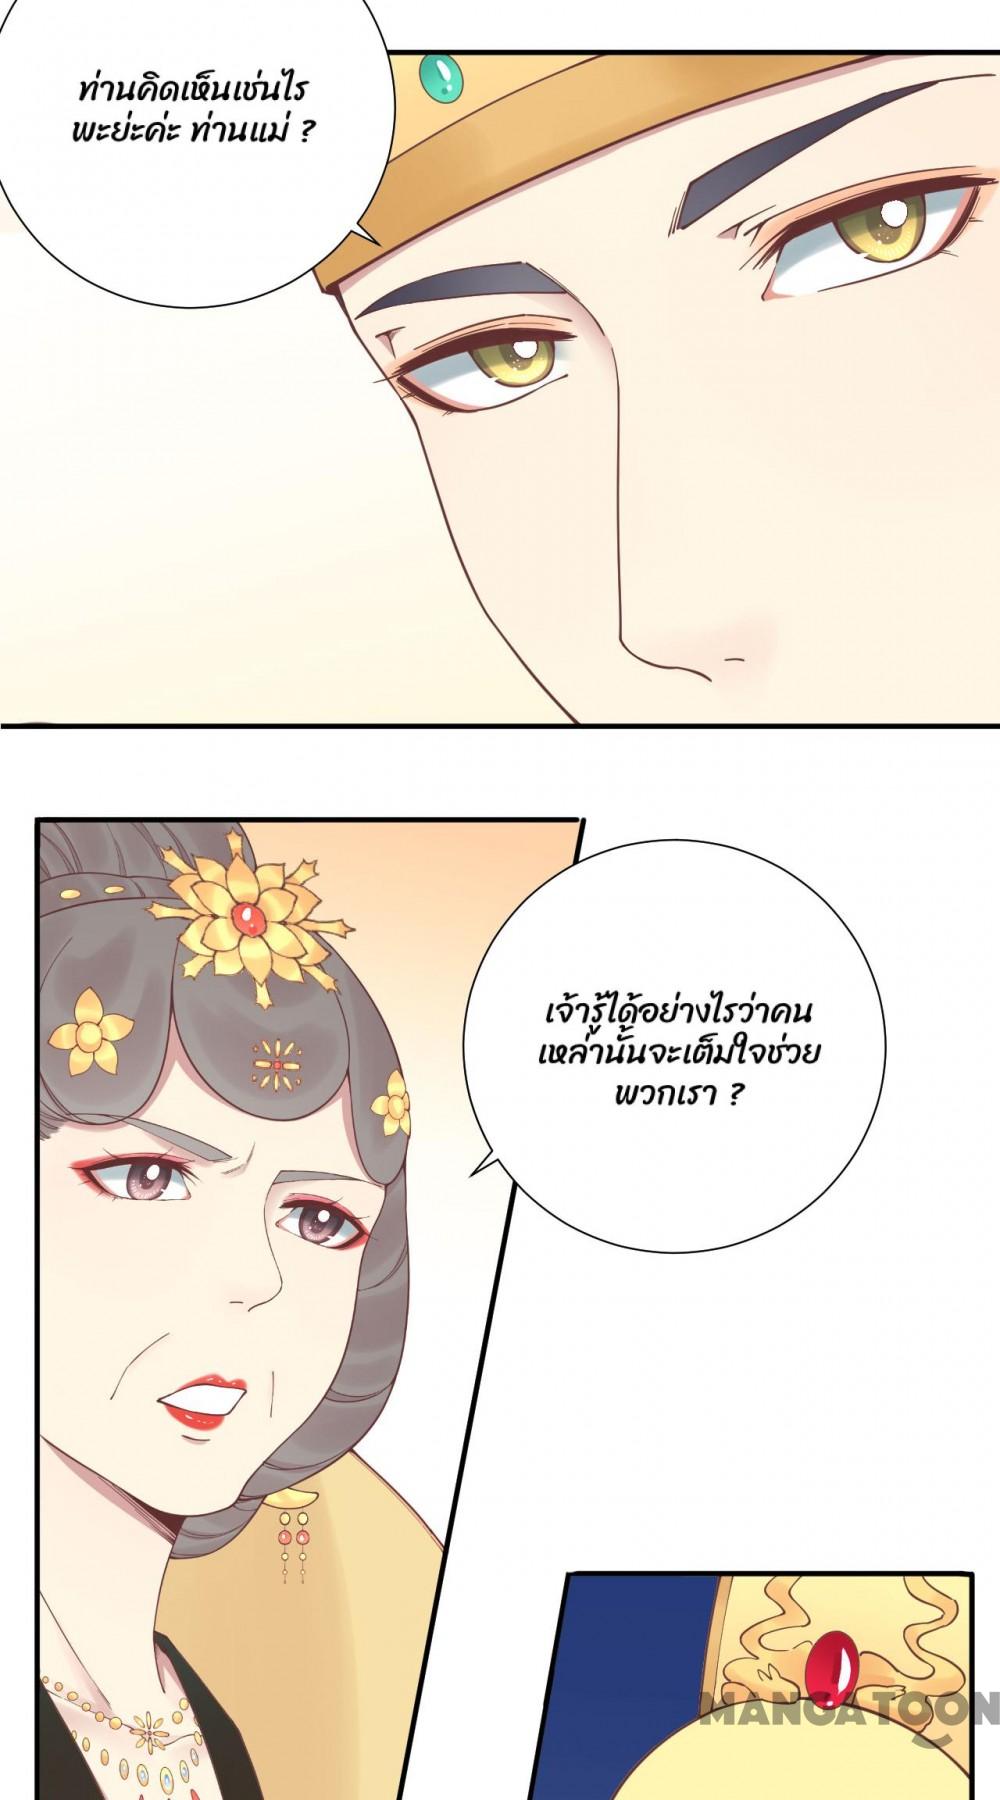 ท่านคิดเห็นเช่นไร
พะย่ะค่ะ ท่านแม่ ?
เจ้ารู้ได้อย่างไรว่าคน
เหล่านั้นจะเต็มใจช่วย
พวกเรา ?
MANGATOON